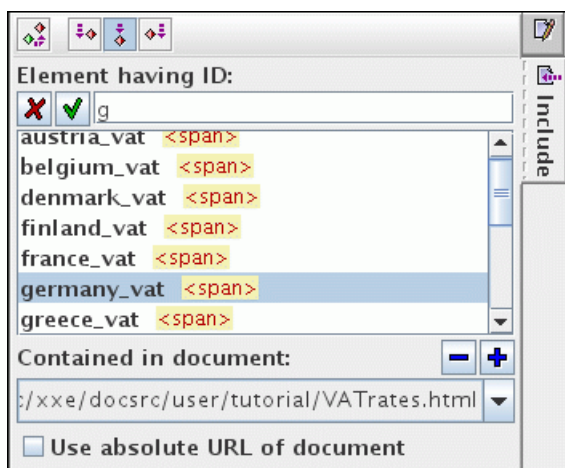 Element having ID:
g
austria_vat <span>
belgium_vat <span>
denmark_vat <span>
finland_vat <span>
france_vat <span>
germany_vat <span>
greece_vat <span>
Contained in document:
:/xxe/docsrc/user/tutorial/VATrates.html
Use absolute URL of document
Include